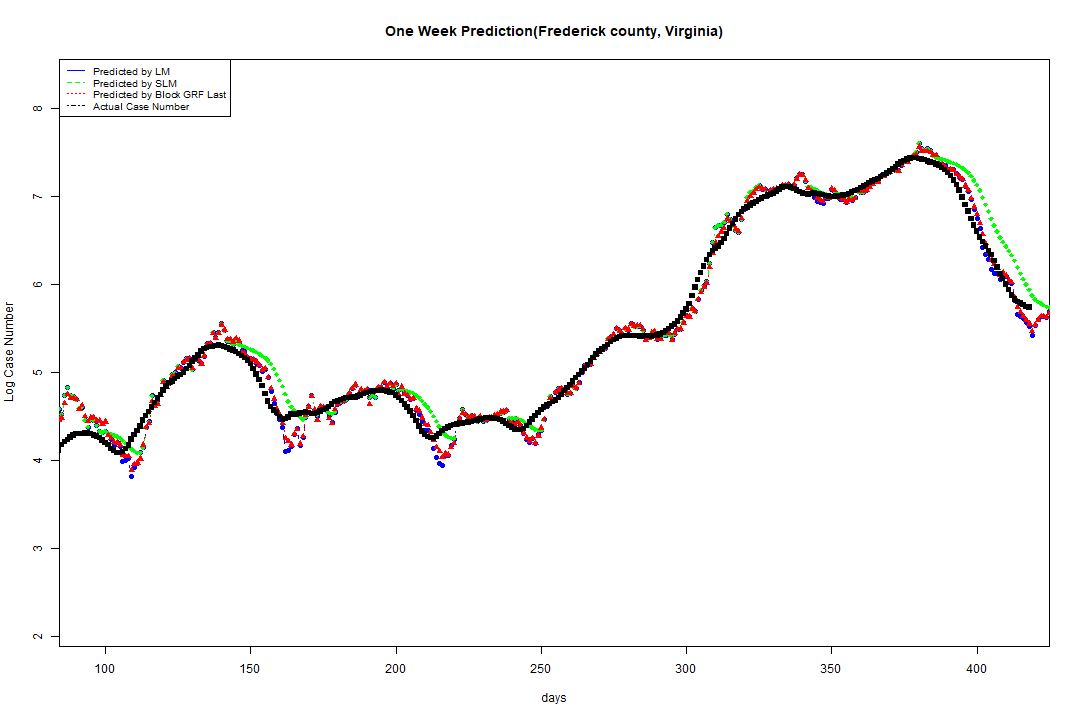 One Week Prediction(Frederick county, Virginia)
Predicted by LM
Predicted by SLM
Predicted by Block GRF Last
Actual Case Number
8
7
6
5
4
3
2
Log Case Number
100 150 200 250 300 350 400
days